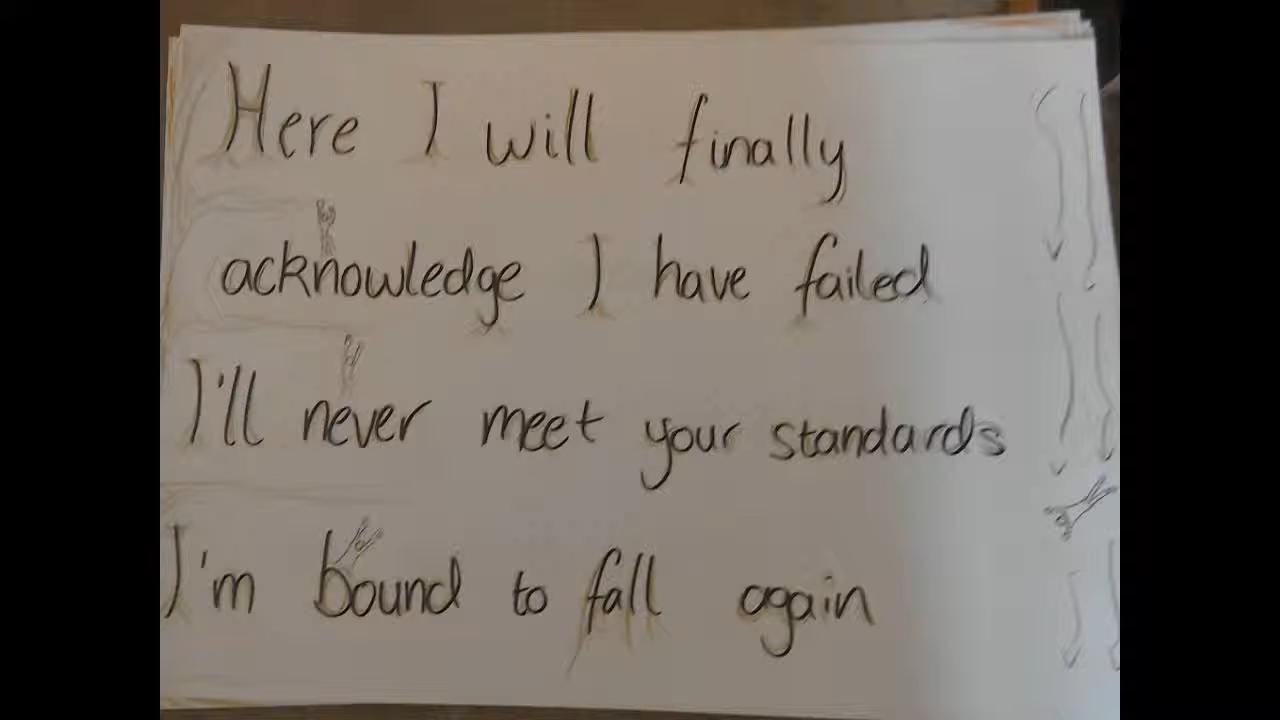 Here I will finally
acknowledge I have failed
I'll never meet your standards
I'm bound to fall again